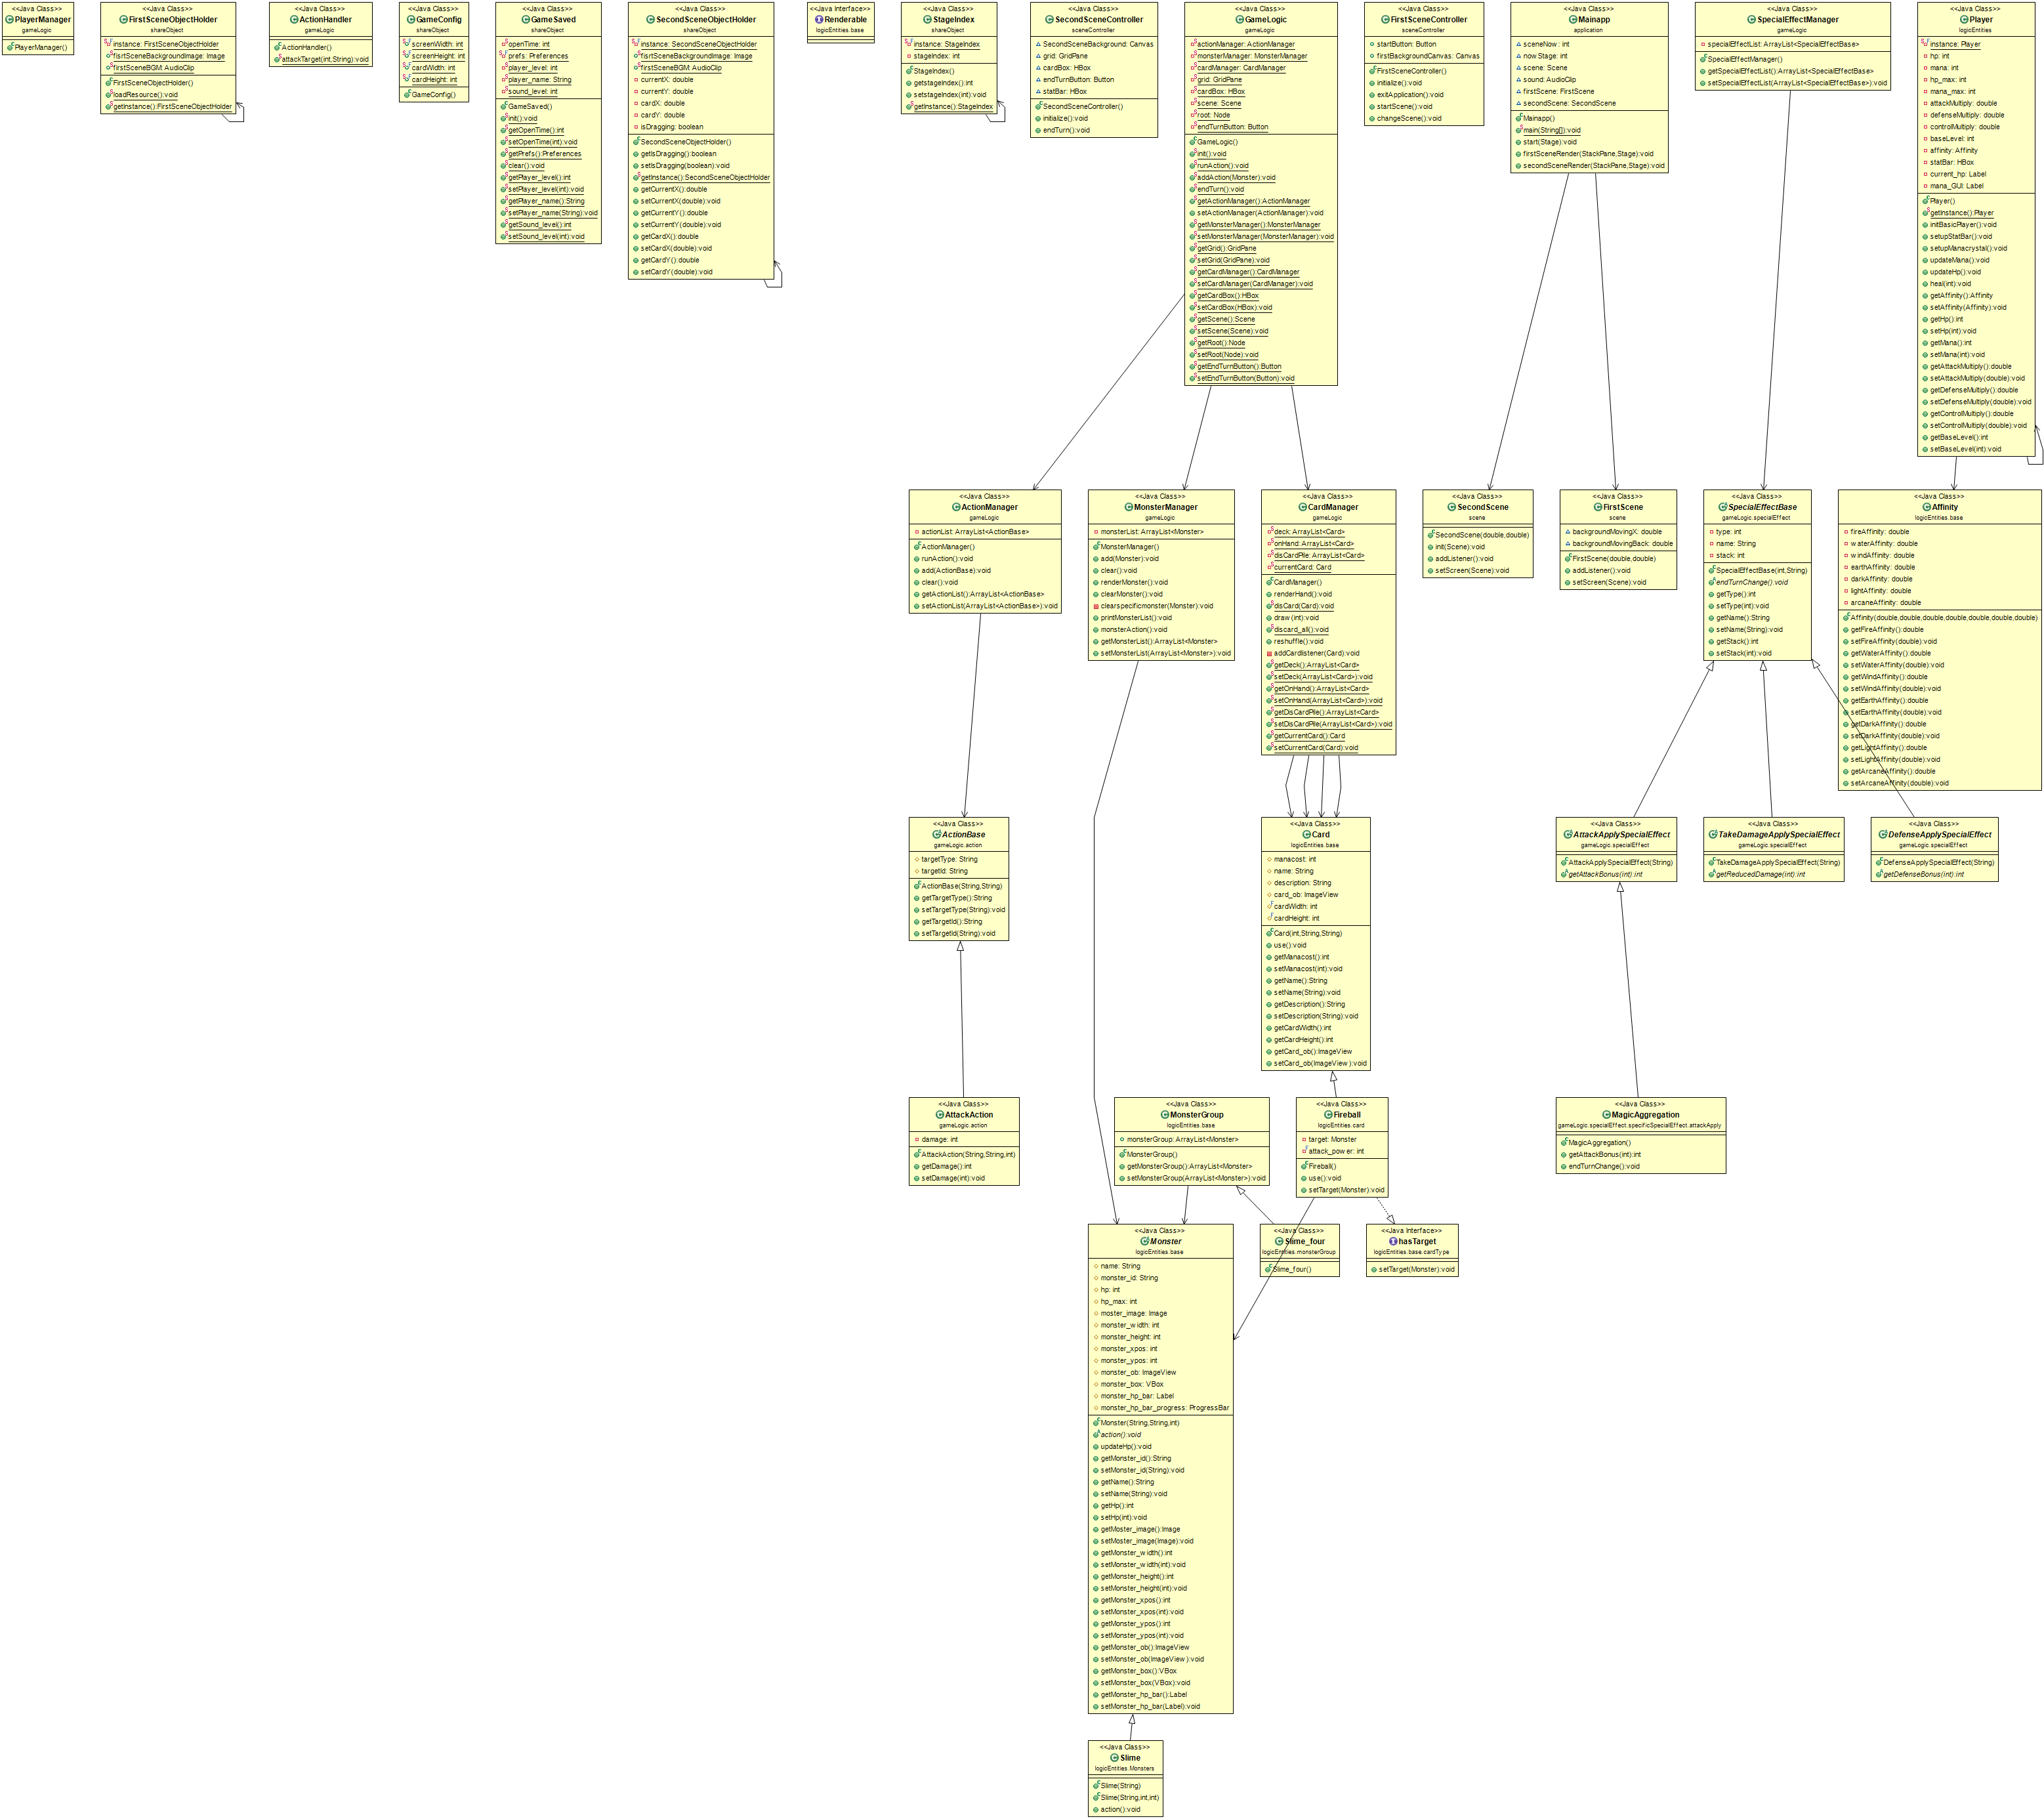 <<Java Class>>
PlayerManager
gameLogic
PlayerManager()
<<Java Class>>
FirstSceneObjectHolder
shareObject
instance: FirstSceneObjectHolder
fisrtSceneBackgroundImage: Image
firstSceneBGM: AudioClip
FirstSceneObjectHolder()
loadResource():void
getInstance():FirstSceneObjectHolder
<<Java Class>>
ActionHandler
gameLogic
ActionHandler()
attackTarget(int,String):void
<<Java Class>>
GameConfig
shareObject
screenWidth: int
screenHeight: int
cardWidth: int
cardHeight: int
GameConfig()
<<Java Class>>
GameSaved
shareObject
openTime: int
prefs: Preferences
player_level: int
player_name: String
sound_level: int
GameSaved()
init():void
getOpenTime():int
setOpenTime(int):void
getPrefs():Preferences
clear():void
getPlayer_level():int
setPlayer_level(int):void
getPlayer_name():String
setPlayer_name(String):void
getSound_level():int
setSound_level(int):void
<<Java Class>>
SecondSceneObjectHolder
shareObject
instance: SecondSceneObjectHolder
fisrtSceneBackgroundImage: Image
firstSceneBGM: AudioClip
currentX: double
currentY: double
cardX: double
cardY: double
isDragging: boolean
SecondSceneObjectHolder()
getIsDragging():boolean
setIsDragging(boolean):void
getInstance():SecondSceneObjectHolder
getCurrentX():double
setCurrentX(double):void
getCurrentY():double
setCurrentY(double):void
getCardX():double
setCardX(double):void
getCardY():double
setCardY(double):void
<<Java Interface>>
Renderable
logicEntities.base
<<Java Class>>
StageIndex
shareObject
instance: StageIndex
stageIndex: int
StageIndex()
getstageIndex():int
setstageIndex(int):void
getInstance():StageIndex
<<Java Class>>
SecondSceneController
sceneController
SecondSceneBackground: Canvas
grid: GridPane
cardBox: HBox
endTurnButton: Button
statBar: HBox
SecondSceneController()
initialize():void
endTurn():void
<<Java Class>>
GameLogic
gameLogic
actionManager: ActionManager
monsterManager: MonsterManager
cardManager: CardManager
grid: GridPane
cardBox: HBox
scene: Scene
root: Node
endTurnButton: Button
GameLogic()
init():void
runAction():void
addAction(Monster):void
endTurn():void
getActionManager():ActionManager
setActionManager(ActionManager):void
getMonsterManager():MonsterManager
setMonsterManager(MonsterManager):void
getGrid():GridPane
setGrid(GridPane):void
getCardManager():CardManager
setCardManager(CardManager):void
getCardBox():HBox
setCardBox(HBox):void
getScene():Scene
setScene(Scene):void
getRoot():Node
setRoot(Node):void
getEndTurnButton():Button
setEndTurnButton(Button):void
<<Java Class>>
FirstSceneController
sceneController
startButton: Button
firstBackgroundCanvas: Canvas
FirstSceneController()
initialize():void
exitApplication():void
startScene():void
changeScene():void
<<Java Class>>
Mainapp
application
sceneNow: int
nowStage: int
scene: Scene
sound: AudioClip
firstScene: FirstScene
secondScene: SecondScene
Mainapp()
main(String[]):void
start(Stage):void
firstSceneRender(StackPane,Stage):void
secondSceneRender(StackPane,Stage):void
<<Java Class>>
SpecialEffectManager
gameLogic
specialEffectList: ArrayList<SpecialEffectBase>
SpecialEffectManager()
getSpecialEffectList():ArrayList<SpecialEffectBase>
setSpecialEffectList(ArrayList<SpecialEffectBase>):void
<<Java Class>>
Player
logicEntities
instance: Player
hp: int
mana: int
hp_max: int
mana_max: int
attackMultiply: double
defenseMultiply: double
controlMultiply: double
baseLevel: int
affinity: Affinity
statBar: HBox
current_hp: Label
mana_GUI: Label
Player()
getInstance():Player
initBasicPlayer():void
setupStatBar():void
setupManacrystal():void
updateMana():void
updateHp():void
heal(int):void
getAffinity():Affinity
setAffinity(Affinity):void
getHp():int
setHp(int):void
getMana():int
setMana(int):void
getAttackMultiply():double
setAttackMultiply(double):void
getDefenseMultiply():double
setDefenseMultiply(double):void
getControlMultiply():double
setControlMultiply(double):void
getBaseLevel():int
setBaseLevel(int):void
<<Java Class>>
ActionManager
gameLogic
actionList: ArrayList<ActionBase>
ActionManager()
runAction():void
add(ActionBase):void
clear():void
getActionList():ArrayList<ActionBase>
setActionList(ArrayList<ActionBase>):void
<<Java Class>>
MonsterManager
gameLogic
monsterList: ArrayList<Monster>
MonsterManager()
add(Monster):void
clear():void
renderMonster():void
clearMonster():void
clearspecificmonster(Monster):void
printMonsterList():void
monsterAction():void
getMonsterList():ArrayList<Monster>
setMonsterList(ArrayList<Monster>):void
<<Java Class>>
CardManager
gameLogic
deck: ArrayList<Card>
onHand: ArrayList<Card>
disCardPile: ArrayList<Card>
currentCard: Card
CardManager()
renderHand():void
disCard(Card):void
draw(int):void
discard_all():void
reshuffle():void
addCardlistener(Card):void
getDeck():ArrayList<Card>
setDeck(ArrayList<Card>):void
getOnHand():ArrayList<Card>
setOnHand(ArrayList<Card>):void
getDisCardPile():ArrayList<Card>
setDisCardPile(ArrayList<Card>):void
getCurrentCard():Card
setCurrentCard(Card):void
<<Java Class>>
SecondScene
scene
SecondScene(double,double)
init(Scene):void
addListener():void
setScreen(Scene):void
<<Java Class>>
FirstScene
scene
backgroundMovingX: double
backgroundMovingBack: double
FirstScene(double,double)
addListener():void
setScreen(Scene):void
<<Java Class>>
SpecialEffectBase
gameLogic.specialEffect
type: int
name: String
stack: int
SpecialEffectBase(int,String)
endTurnChange():void
getType():int
setType(int):void
getName():String
setName(String):void
getStack():int
setStack(int):void
<<Java Class>>
Affinity
logicEntities.base
fireAffinity: double
waterAffinity: double
windAffinity: double
earthAffinity: double
darkAffinity: double
lightAffinity: double
arcaneAffinity: double
Affinity(double,double,double,double,double,double,double)
getFireAffinity():double
setFireAffinity(double):void
getWaterAffinity():double
setWaterAffinity(double):void
getWindAffinity():double
setWindAffinity(double):void
getEarthAffinity():double
setEarthAffinity(double):void
getDarkAffinity():double
setDarkAffinity(double):void
getLightAffinity():double
setLightAffinity(double):void
getArcaneAffinity():double
setArcaneAffinity(double):void
<<Java Class>>
ActionBase
gameLogic.action
targetType: String
targetId: String
ActionBase(String,String)
getTargetType():String
setTargetType(String):void
getTargetId():String
setTargetId(String):void
<<Java Class>>
Card
logicEntities.base
manacost: int
name: String
description: String
card_ob: ImageView
cardWidth: int
cardHeight: int
Card(int,String,String)
use():void
getManacost():int
setManacost(int):void
getName():String
setName(String):void
getDescription():String
setDescription(String):void
getCardWidth():int
getCardHeight():int
getCard_ob():ImageView
setCard_ob(ImageView):void
<<Java Class>>
AttackApplySpecialEffect
gameLogic.specialEffect
AttackApplySpecialEffect(String)
getAttackBonus(int):int
<<Java Class>>
TakeDamageApplySpecialEffect
gameLogic.specialEffect
TakeDamageApplySpecialEffect(String)
getReducedDamage(int):int
<<Java Class>>
DefenseApplySpecialEffect
gameLogic.specialEffect
DefenseApplySpecialEffect(String)
getDefenseBonus(int):int
<<Java Class>>
AttackAction
gameLogic.action
damage: int
AttackAction(String,String,int)
getDamage():int
setDamage(int):void
<<Java Class>>
MonsterGroup
logicEntities.base
monsterGroup: ArrayList<Monster>
MonsterGroup()
getMonsterGroup():ArrayList<Monster>
setMonsterGroup(ArrayList<Monster>):void
<<Java Class>>
Fireball
logicEntities.card
target: Monster
attack_power: int
Fireball()
use():void
setTarget(Monster):void
<<Java Class>>
MagicAggregation
gameLogic.specialEffect.specificSpecialEffect.attackApply
MagicAggregation()
getAttackBonus(int):int
endTurnChange():void
<<Java Class>>
Monster
logicEntities.base
name: String
monster_id: String
hp: int
hp_max: int
moster_image: Image
monster_width: int
monster_height: int
monster_xpos: int
monster_ypos: int
monster_ob: ImageView
monster_box: VBox
monster_hp_bar: Label
monster_hp_bar_progress: ProgressBar
Monster(String,String,int)
action():void
updateHp():void
getMonster_id():String
setMonster_id(String):void
getName():String
setName(String):void
getHp():int
setHp(int):void
getMoster_image():Image
setMoster_image(Image):void
getMonster_width():int
setMonster_width(int):void
getMonster_height():int
setMonster_height(int):void
getMonster_xpos():int
setMonster_xpos(int):void
getMonster_ypos():int
setMonster_ypos(int):void
getMonster_ob():ImageView
setMonster_ob(ImageView):void
getMonster_box():VBox
setMonster_box(VBox):void
getMonster_hp_bar():Label
setMonster_hp_bar(Label):void
<<Java Class>>
Slime_four
logicEntities.monsterGroup
Slime_four()
<<Java Interface>>
hasTarget
logicEntities.base.cardType
setTarget(Monster):void
<<Java Class>>
Slime
logicEntities.Monsters
Slime(String)
Slime(String,int,int)
action():void